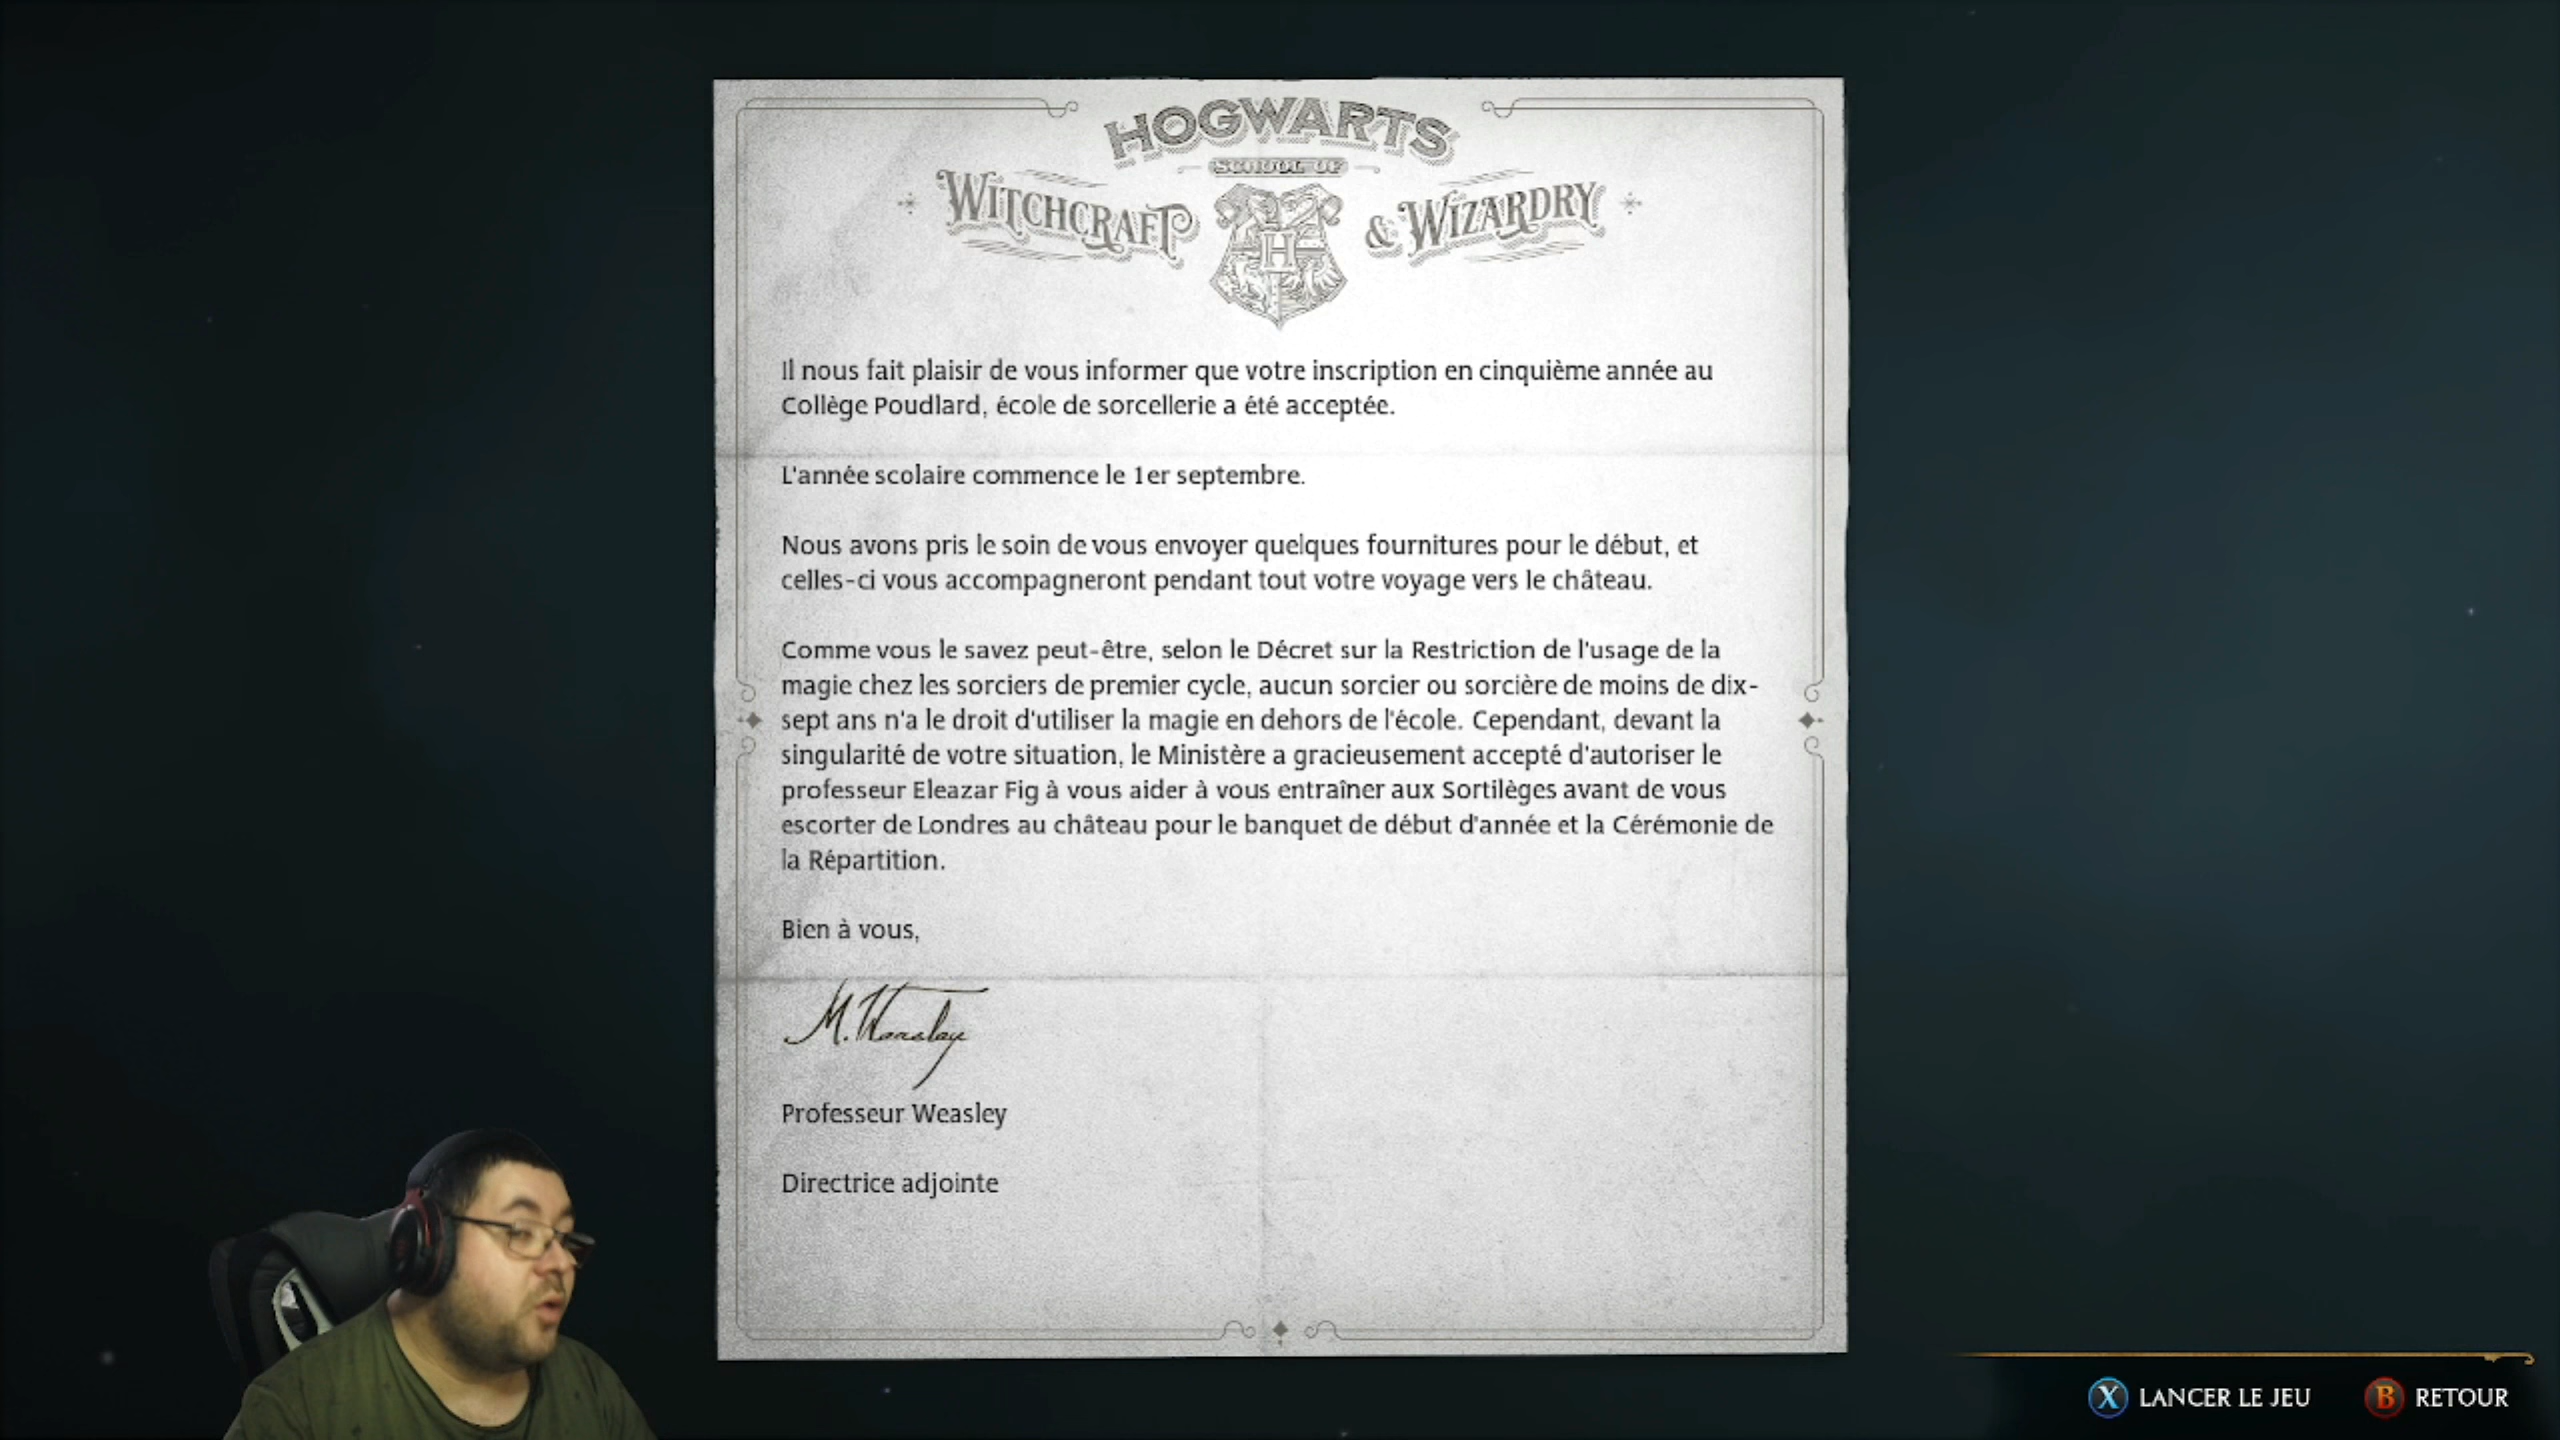 HOGWARTS
SCHOOL OF
WITCHCRAFT & WIZARDRY
H
Il nous fait plaisir de vous informer que votre inscription en cinquième année au
Collège Poudlard, école de sorcellerie a été acceptée.
L'année scolaire commence le 1er septembre.
Nous avons pris le soin de vous envoyer quelques fournitures pour le début, et
celles-ci vous accompagneront pendant tout votre voyage vers le château.
Comme vous le savez peut-être, selon le Décret sur la Restriction de l'usage de la
magie chez les sorciers de premier cycle, aucun sorcier ou sorcière de moins de dix-
sept ans n'a le droit d'utiliser la magie en dehors de l'école. Cependant, devant la
singularité de votre situation, le Ministère a gracieusement accepté d'autoriser le
professeur Eleazar Fig à vous aider à vous entraîner aux Sortilèges avant de vous
escorter de Londres au château pour le banquet de début d'année et la Cérémonie de
la Répartition.
Bien à vous,
M. Weasley
Professeur Weasley
Directrice adjointe
X LANCER LE JEU B RETOUR